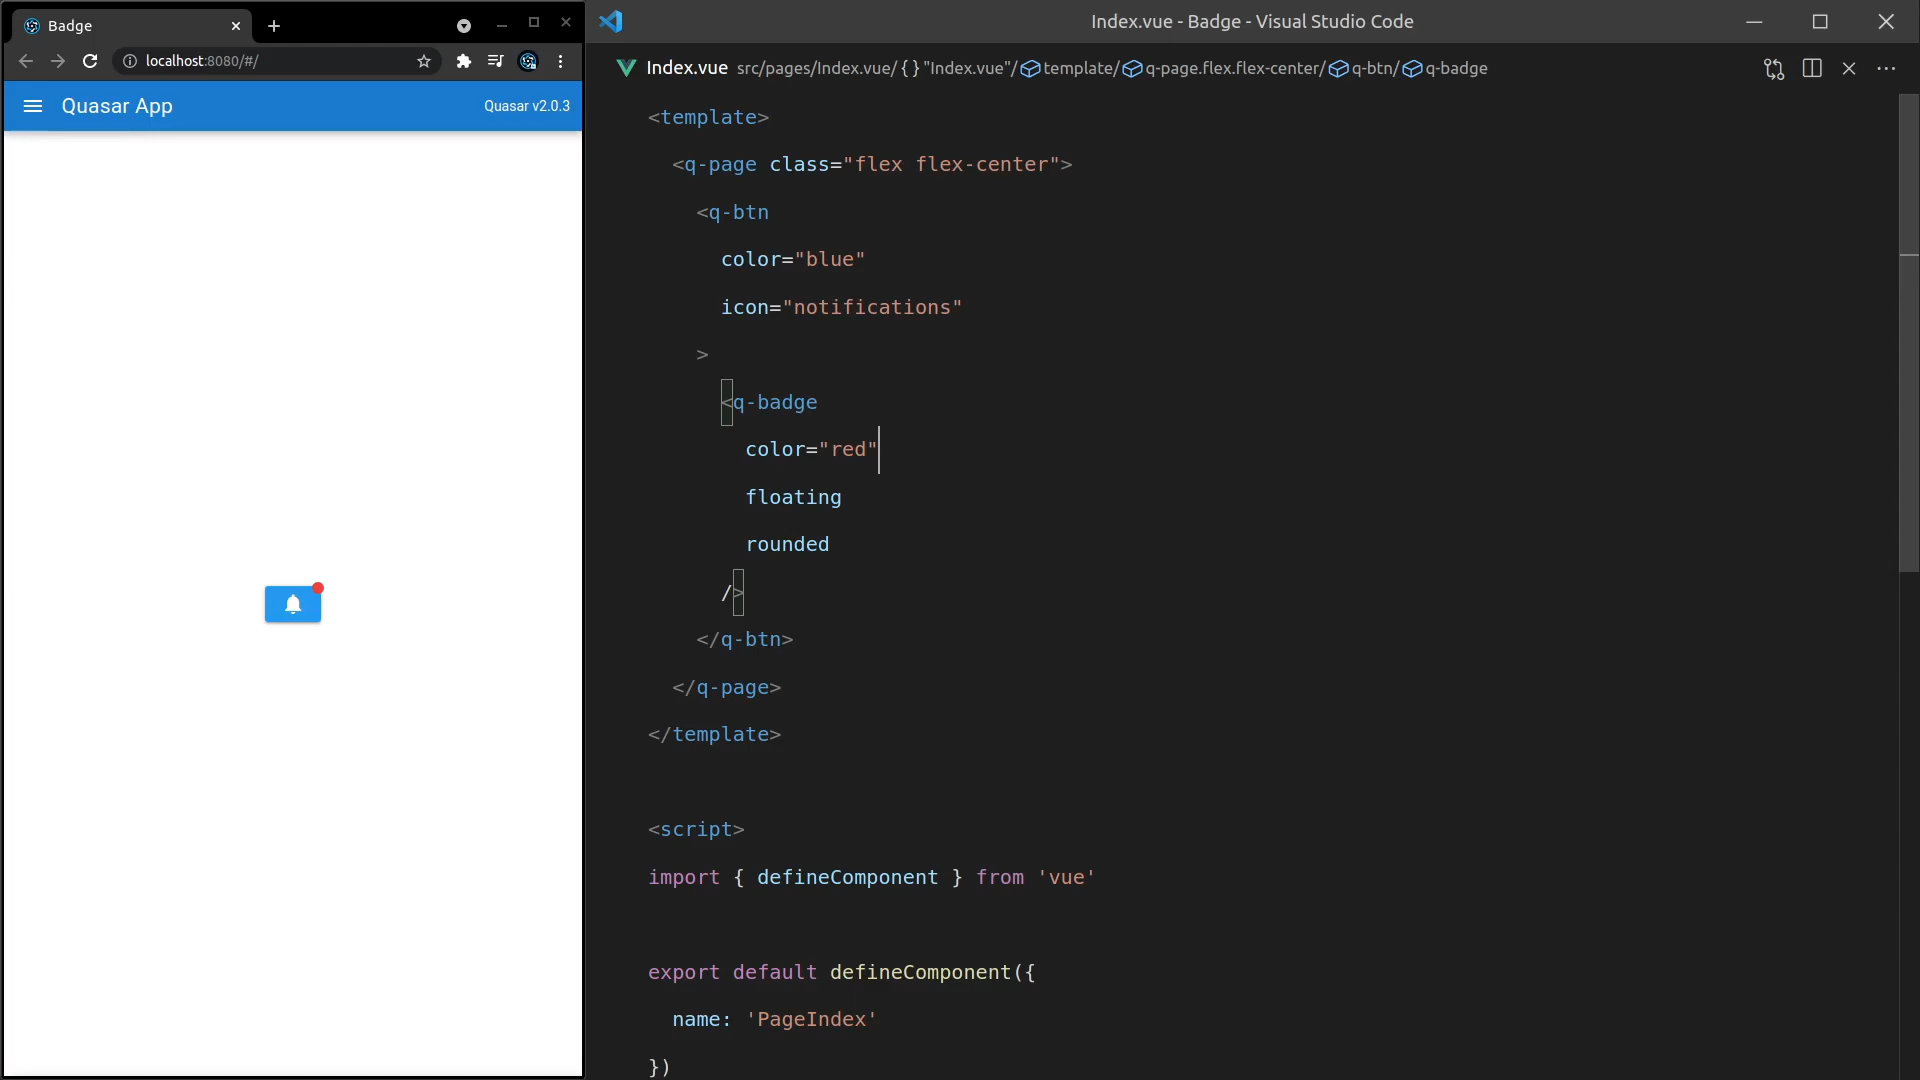 Badge
localhost:8080/#/
Quasar App
Quasar v2.0.3
Index.vue - Badge - Visual Studio Code
Index.vue src/pages/Index.vue/ { } "Index.vue"/ template/ q-page.flex.flex-center/ q-btn/ q-badge
<template>
  <q-page class="flex flex-center">
    <q-btn
      color="blue"
      icon="notifications"
    >
      <q-badge
        color="red"
        floating
        rounded
      />
    </q-btn>
  </q-page>
</template>
<script>
import { defineComponent } from 'vue'
export default defineComponent({
  name: 'PageIndex'
})